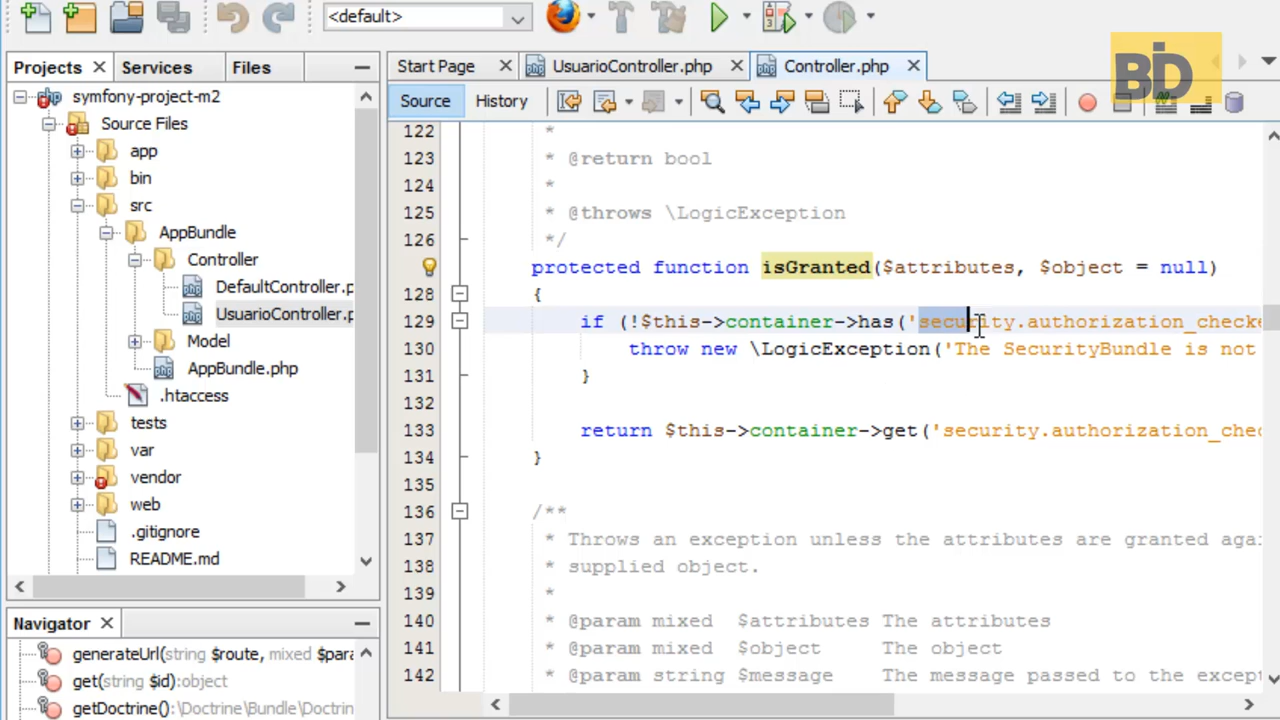 <default>
Projects
Services
Files
symfony-project-m2
Source Files
app
bin
src
AppBundle
Controller
DefaultController.p
UsuarioController.p
Model
AppBundle.php
.htaccess
tests
var
vendor
web
.gitignore
README.md
Navigator
generateUrl(string $route, mixed $para
get(string $id):object
getDoctrine():\Doctrine\Bundle\Doctrin
Start Page
UsuarioController.php
Controller.php
BD
Source
History
122 *
123 * @return bool
124 *
125 * @throws \LogicException
126 */
protected function isGranted($attributes, $object = null)
128 {
129 if (!$this->container->has('security.authorization_checke
130 throw new \LogicException('The SecurityBundle is not
131 }
132
133 return $this->container->get('security.authorization_chec
134 }
135
136 /**
137 * Throws an exception unless the attributes are granted agai
138 * supplied object.
139 *
140 * @param mixed $attributes The attributes
141 * @param mixed $object The object
142 * @param string $message The message passed to the except